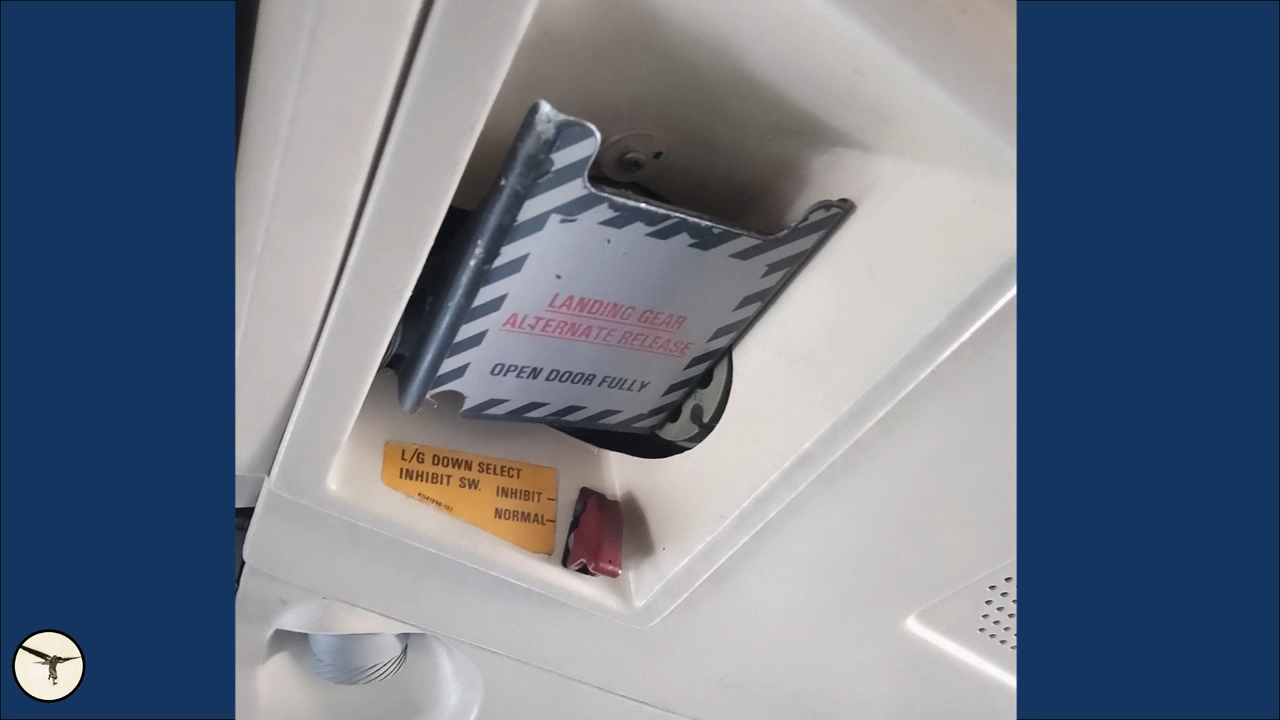 LANDING GEAR
ALTERNATE RELEASE
OPEN DOOR FULLY
L/G DOWN SELECT
INHIBIT SW.
INHIBIT
NORMAL